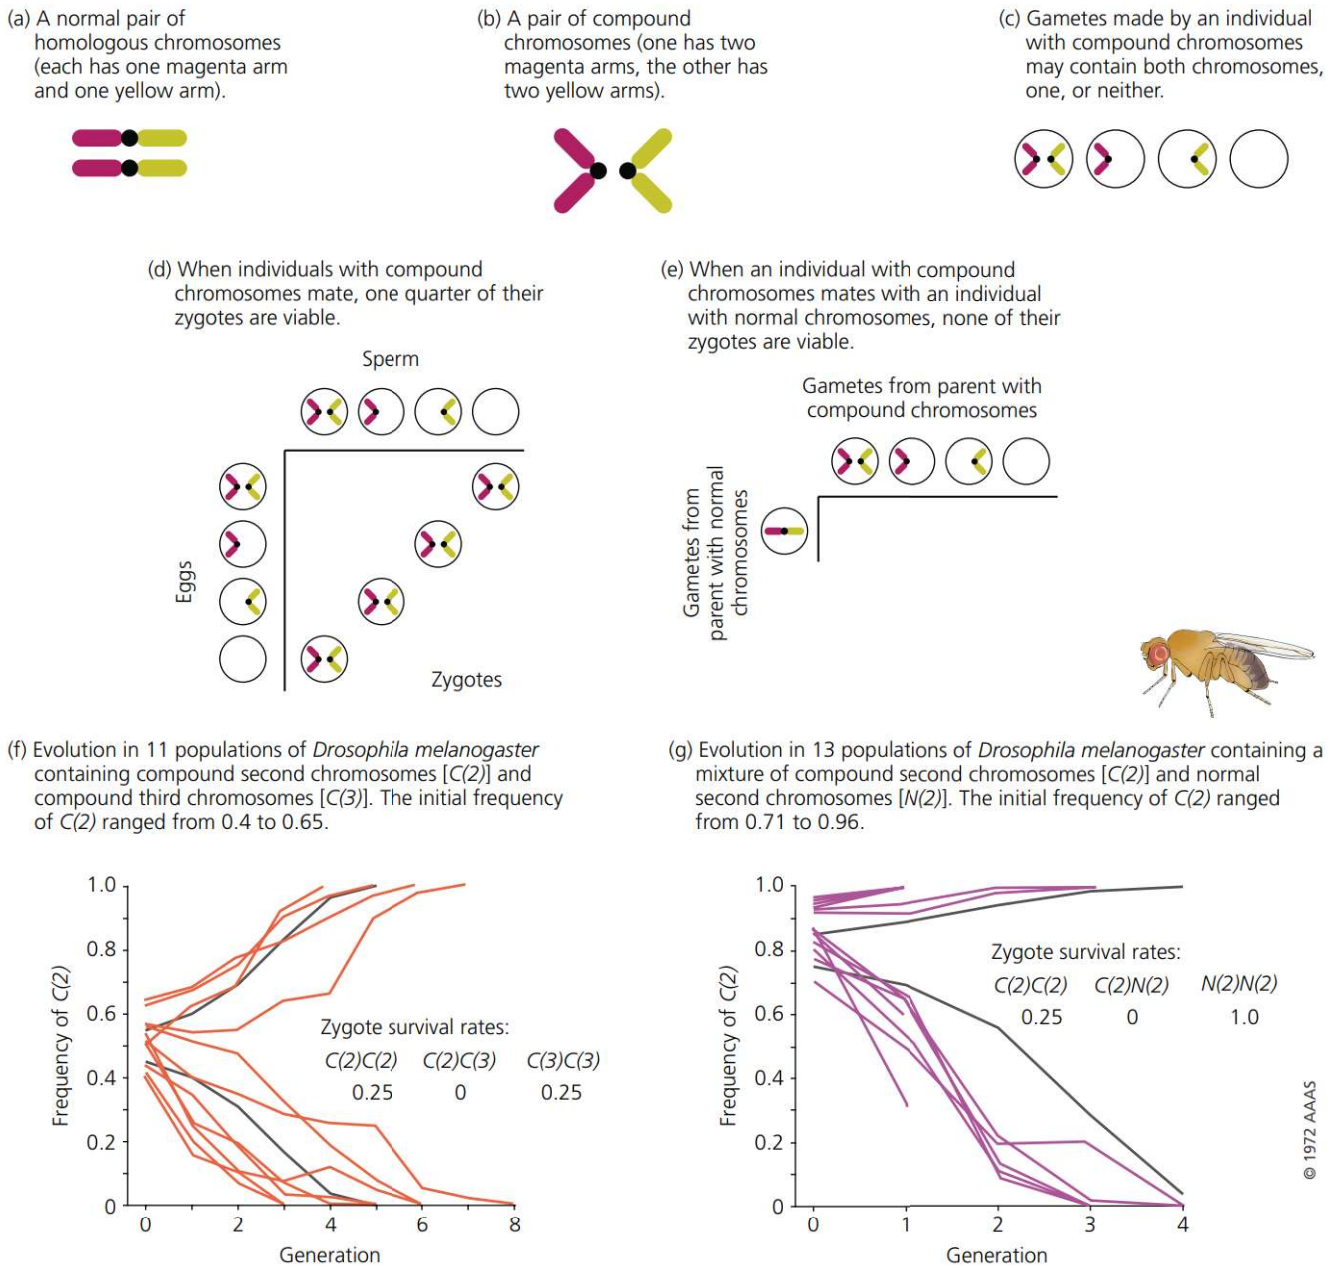 (a) A normal pair of
homologous chromosomes
(each has one magenta arm
and one yellow arm).
(b) A pair of compound
chromosomes (one has two
magenta arms, the other has
two yellow arms).
(c) Gametes made by an individual
with compound chromosomes
may contain both chromosomes,
one, or neither.
(d) When individuals with compound
chromosomes mate, one quarter of their
zygotes are viable.
Sperm
Eggs
Zygotes
(e) When an individual with compound
chromosomes mates with an individual
with normal chromosomes, none of their
zygotes are viable.
Gametes from parent with
compound chromosomes
Gametes from
parent with normal
chromosomes
(f) Evolution in 11 populations of Drosophila melanogaster
containing compound second chromosomes [C(2)] and
compound third chromosomes [C(3)]. The initial frequency
of C(2) ranged from 0.4 to 0.65.
Frequency of C(2)
1.0
0.8
0.6
0.4
0.2
0
Zygote survival rates:
C(2)C(2) C(2)C(3) C(3)C(3)
0.25 0 0.25
0 2 4 6 8
Generation
(g) Evolution in 13 populations of Drosophila melanogaster containing a
mixture of compound second chromosomes [C(2)] and normal
second chromosomes [N(2)]. The initial frequency of C(2) ranged
from 0.71 to 0.96.
Frequency of C(2)
1.0
0.8
0.6
0.4
0.2
0
Zygote survival rates:
C(2)C(2) C(2)N(2) N(2)N(2)
0.25 0 1.0
0 1 2 3 4
Generation
© 1972 AAAS